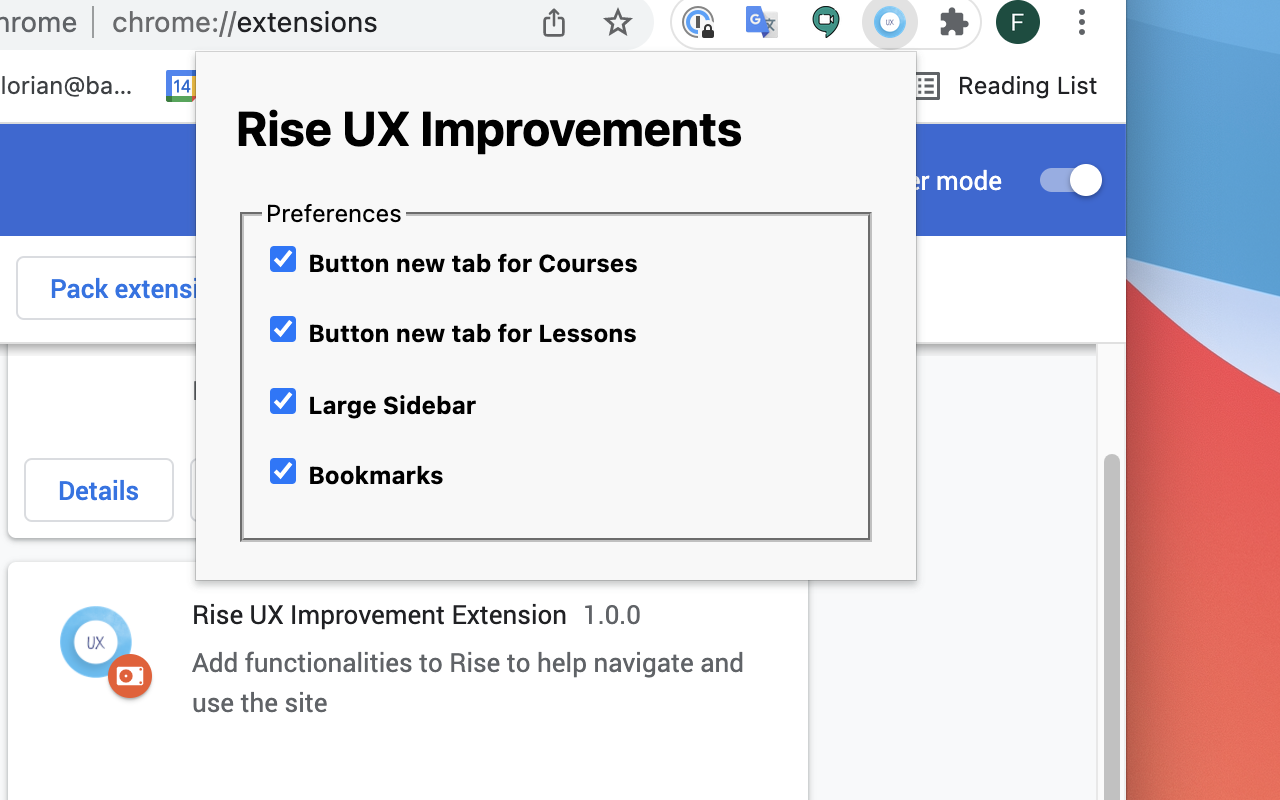 hrome | chrome://extensions
F
lorian@ba...
14
Reading List
Rise UX Improvements
er mode
Preferences
Button new tab for Courses
Pack extensi
Button new tab for Lessons
Large Sidebar
Bookmarks
Details
UX
Rise UX Improvement Extension 1.0.0
Add functionalities to Rise to help navigate and
use the site